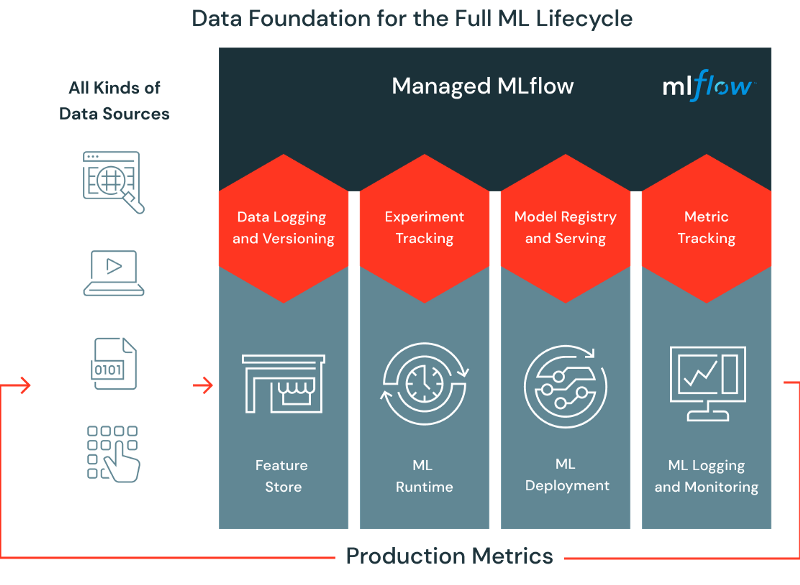 Data Foundation for the Full ML Lifecycle
All Kinds of
Data Sources
0101
Managed MLflow
mlflow
Data Logging
and Versioning
Experiment
Tracking
Model Registry
and Serving
Metric
Tracking
Feature
Store
ML
Runtime
ML
Deployment
ML Logging
and Monitoring
Production Metrics